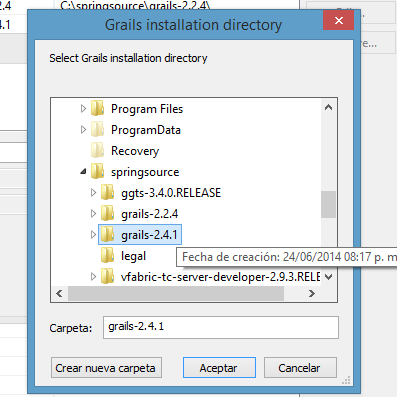 2.4
C:\springsource\grails-2.2.4\
4.1
Grails installation directory
Select Grails installation directory
Program Files
ProgramData
Recovery
springsource
ggts-3.4.0.RELEASE
grails-2.2.4
grails-2.4.1
Fecha de creación: 24/06/2014 08:17 p. m
legal
vfabric-tc-server-developer-2.9.3.RELE
Carpeta:
grails-2.4.1
Crear nueva carpeta
Aceptar
Cancelar